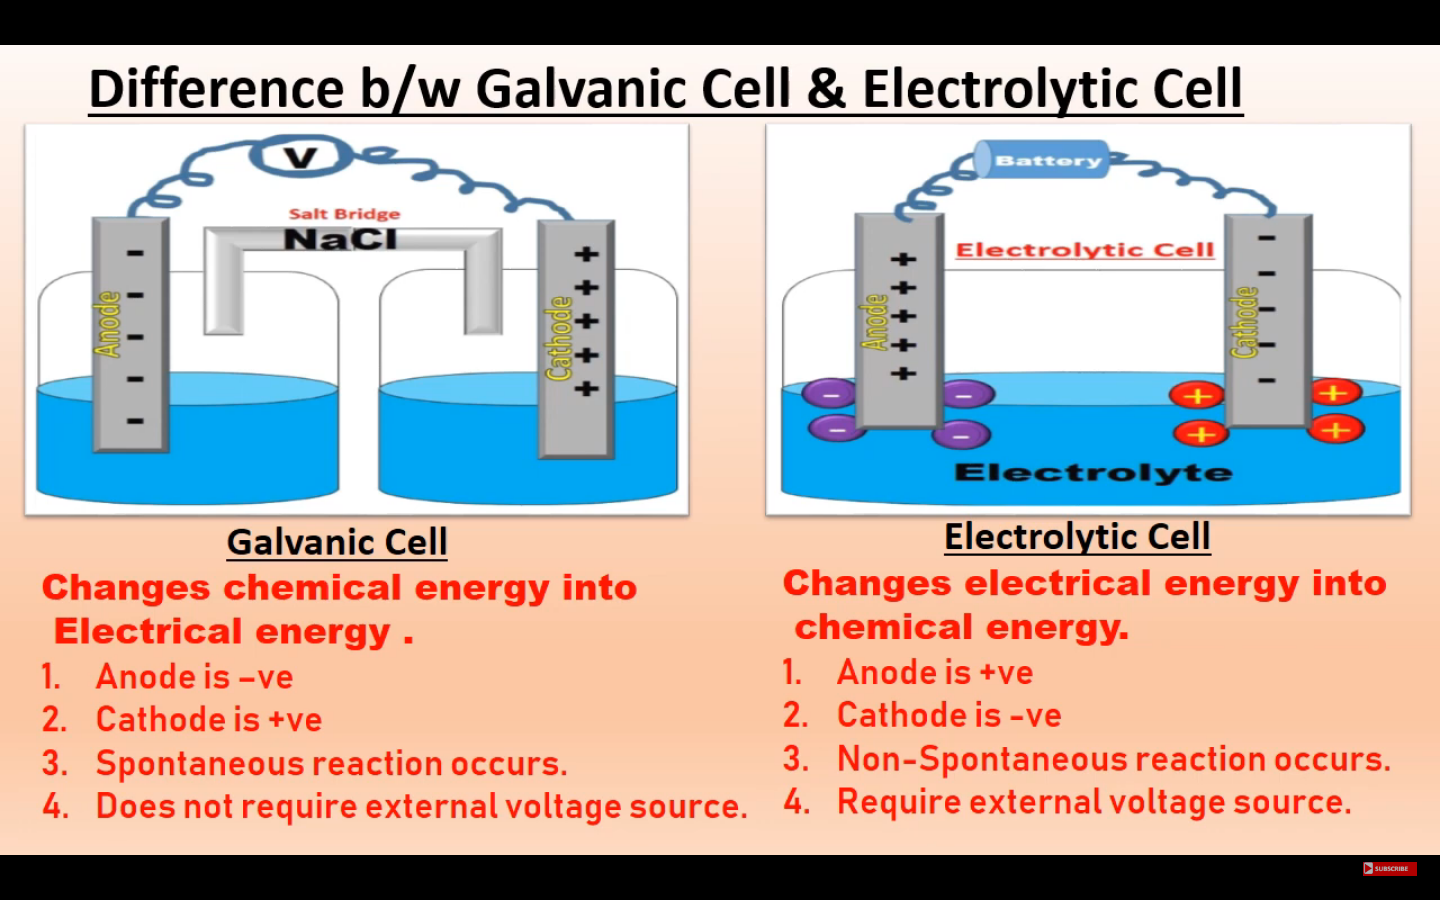 Difference b/w Galvanic Cell & Electrolytic Cell
V
Salt Bridge
NaCl
-
-
-
-
-
Anode
+
+
+
+
+
Cathode
Battery
Electrolytic Cell
+
+
+
+
+
Anode
-
-
-
-
-
Cathode
- -
- -
+ +
+ +
Electrolyte
Galvanic Cell
Changes chemical energy into
Electrical energy .
1. Anode is –ve
2. Cathode is +ve
3. Spontaneous reaction occurs.
4. Does not require external voltage source.
Electrolytic Cell
Changes electrical energy into
chemical energy.
1. Anode is +ve
2. Cathode is -ve
3. Non-Spontaneous reaction occurs.
4. Require external voltage source.
SUBSCRIBE